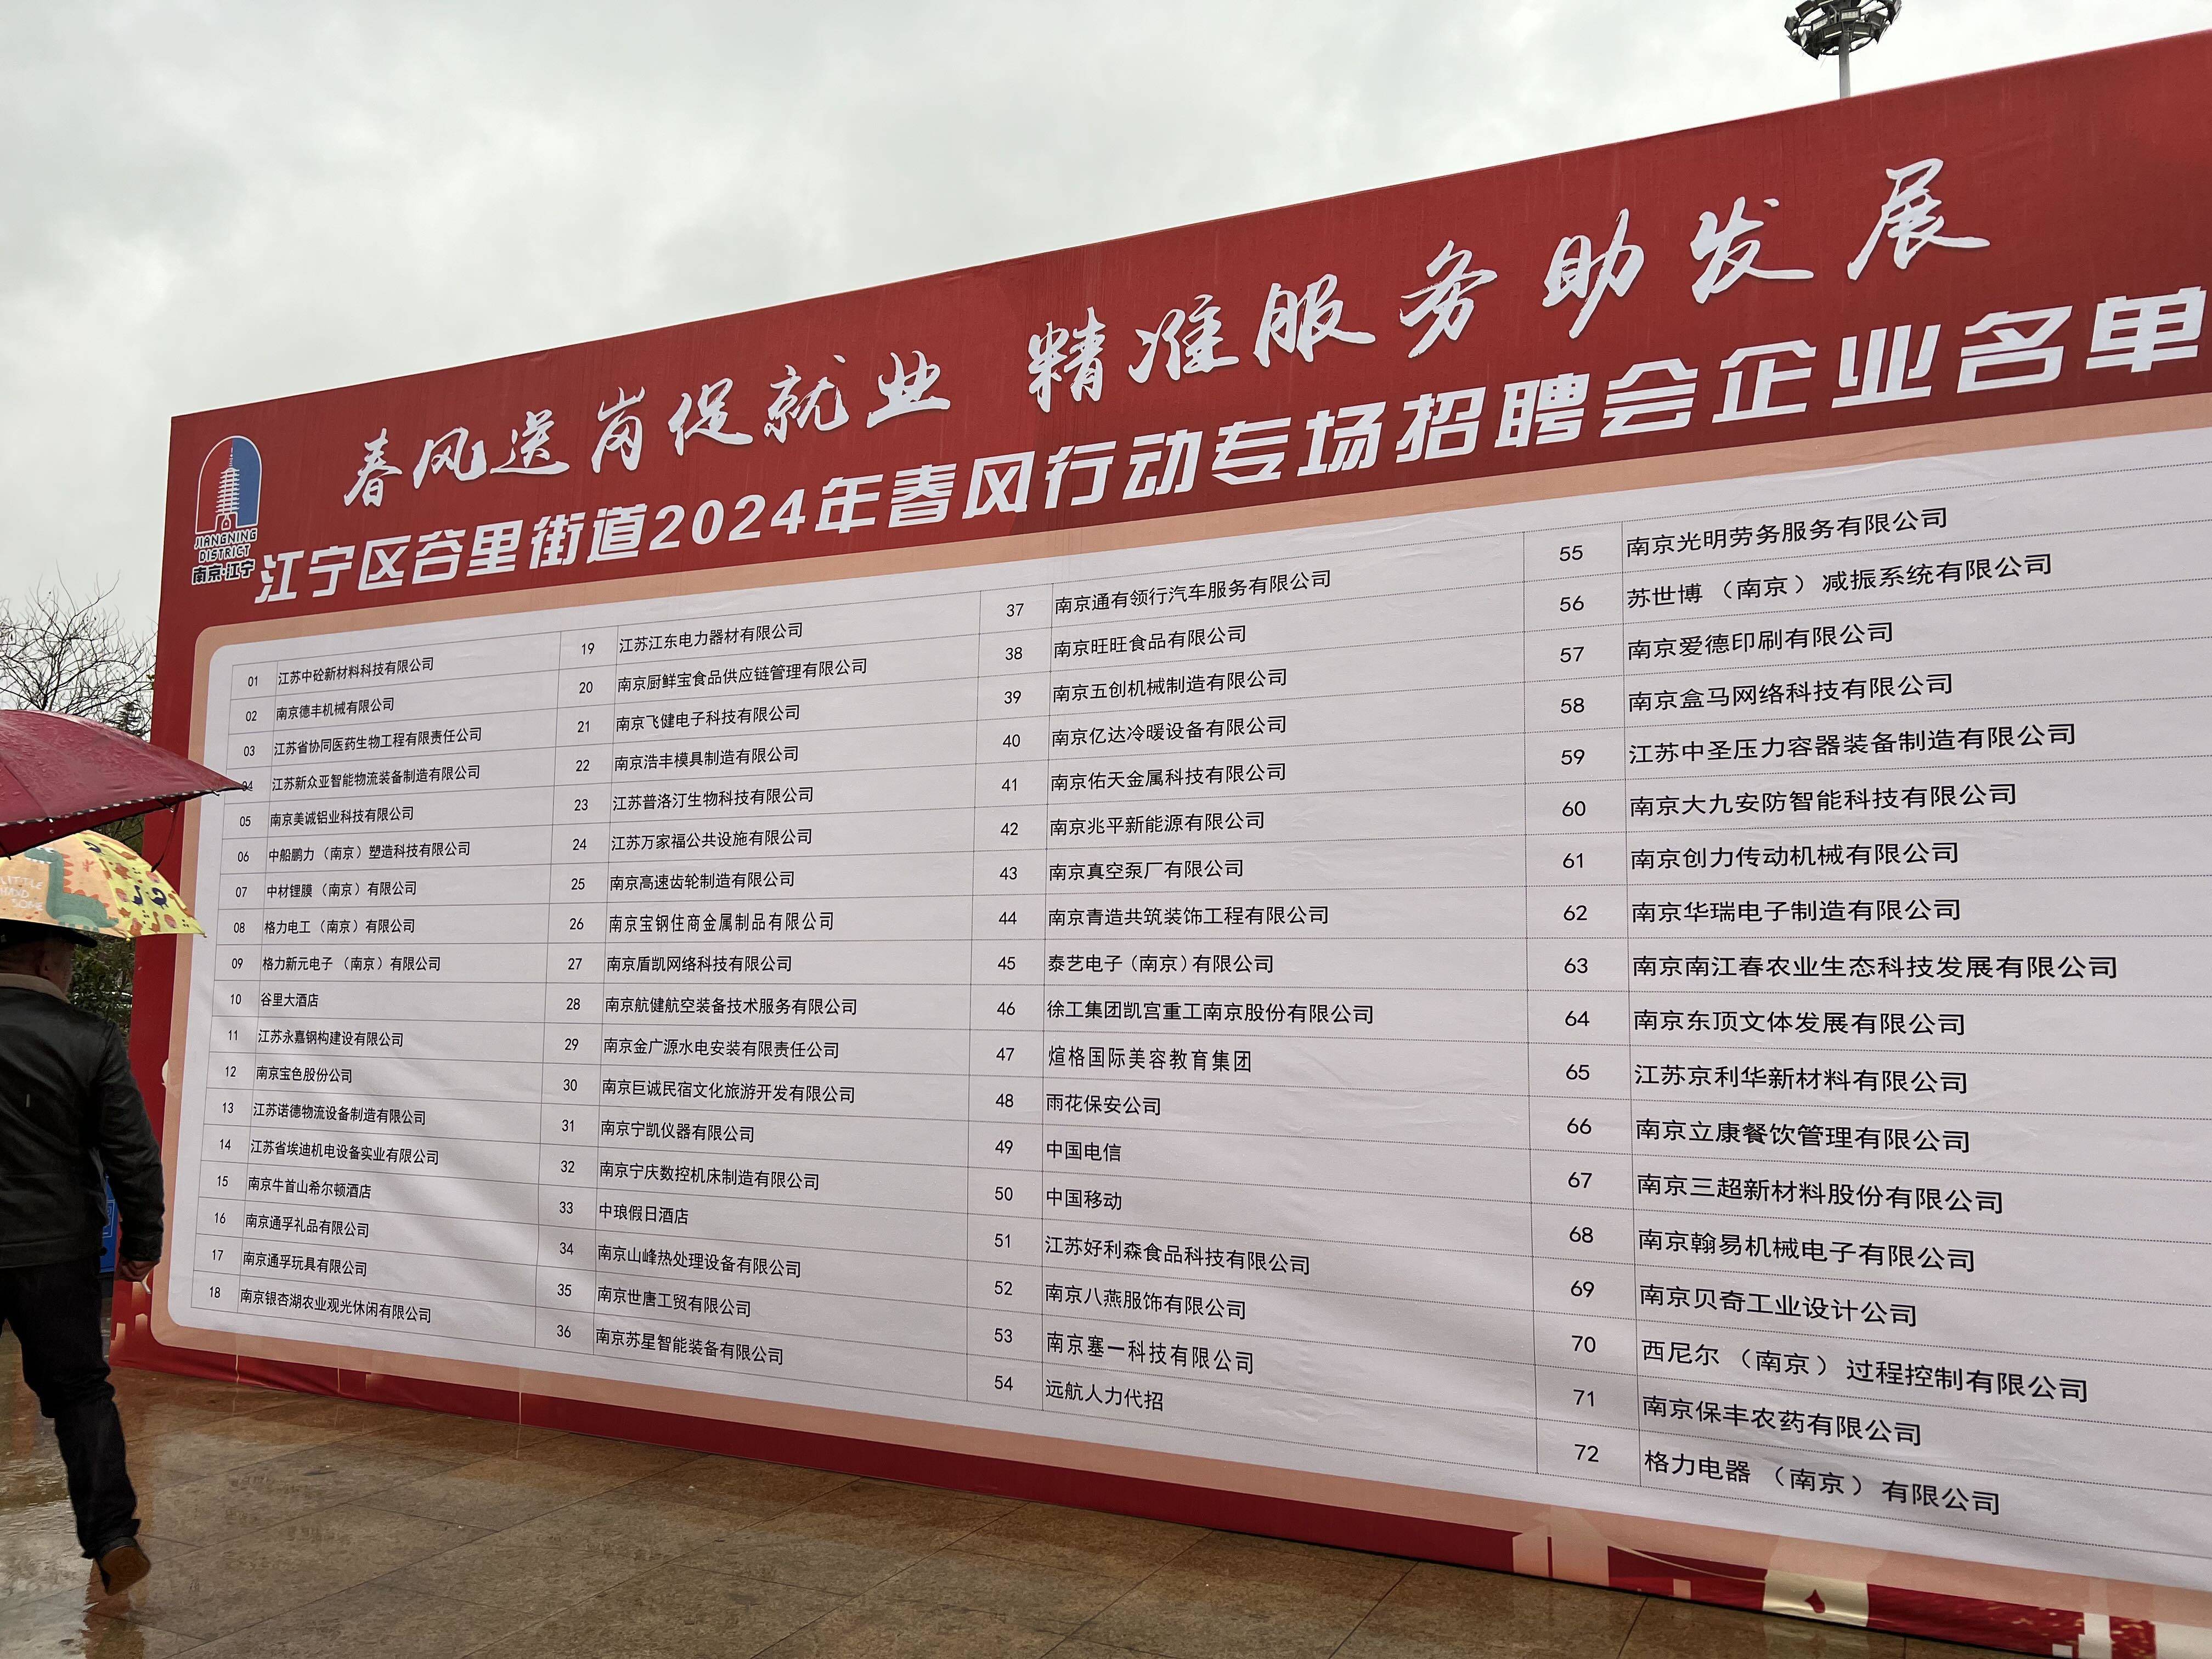 春风送岗促就业 精准服务助发展
江宁区谷里街道2024年春风行动专场招聘会企业名单
JIANGNING
DISTRICT
南京·江宁
01 江苏中砼新材料科技有限公司
02 南京德丰机械有限公司
03 江苏省协同医药生物工程有限责任公司
04 江苏新众亚智能物流装备制造有限公司
05 南京美诚铝业科技有限公司
06 中船鹏力（南京）塑造科技有限公司
07 中材锂膜（南京）有限公司
08 格力电工（南京）有限公司
09 格力新元电子（南京）有限公司
10 谷里大酒店
11 江苏永嘉钢构建设有限公司
12 南京宝色股份公司
13 江苏诺德物流设备制造有限公司
14 江苏省埃迪机电设备实业有限公司
15 南京牛首山希尔顿酒店
16 南京通孚礼品有限公司
17 南京通孚玩具有限公司
18 南京银杏湖农业观光休闲有限公司
19 江苏江东电力器材有限公司
20 南京厨鲜宝食品供应链管理有限公司
21 南京飞健电子科技有限公司
22 南京浩丰模具制造有限公司
23 江苏普洛汀生物科技有限公司
24 江苏万家福公共设施有限公司
25 南京高速齿轮制造有限公司
26 南京宝钢住商金属制品有限公司
27 南京盾凯网络科技有限公司
28 南京航健航空装备技术服务有限公司
29 南京金广源水电安装有限责任公司
30 南京巨诚民宿文化旅游开发有限公司
31 南京宁凯仪器有限公司
32 南京宁庆数控机床制造有限公司
33 中琅假日酒店
34 南京山峰热处理设备有限公司
35 南京世唐工贸有限公司
36 南京苏星智能装备有限公司
37 南京通有领行汽车服务有限公司
38 南京旺旺食品有限公司
39 南京五创机械制造有限公司
40 南京亿达冷暖设备有限公司
41 南京佑天金属科技有限公司
42 南京兆平新能源有限公司
43 南京真空泵厂有限公司
44 南京青造共筑装饰工程有限公司
45 泰艺电子（南京）有限公司
46 徐工集团凯宫重工南京股份有限公司
47 煊格国际美容教育集团
48 雨花保安公司
49 中国电信
50 中国移动
51 江苏好利森食品科技有限公司
52 南京八燕服饰有限公司
53 南京塞一科技有限公司
54 远航人力代招
55 南京光明劳务服务有限公司
56 苏世博（南京）减振系统有限公司
57 南京爱德印刷有限公司
58 南京盒马网络科技有限公司
59 江苏中圣压力容器装备制造有限公司
60 南京大九安防智能科技有限公司
61 南京创力传动机械有限公司
62 南京华瑞电子制造有限公司
63 南京南江春农业生态科技发展有限公司
64 南京东顶文体发展有限公司
65 江苏京利华新材料有限公司
66 南京立康餐饮管理有限公司
67 南京三超新材料股份有限公司
68 南京翰易机械电子有限公司
69 南京贝奇工业设计公司
70 西尼尔（南京）过程控制有限公司
71 南京保丰农药有限公司
72 格力电器（南京）有限公司